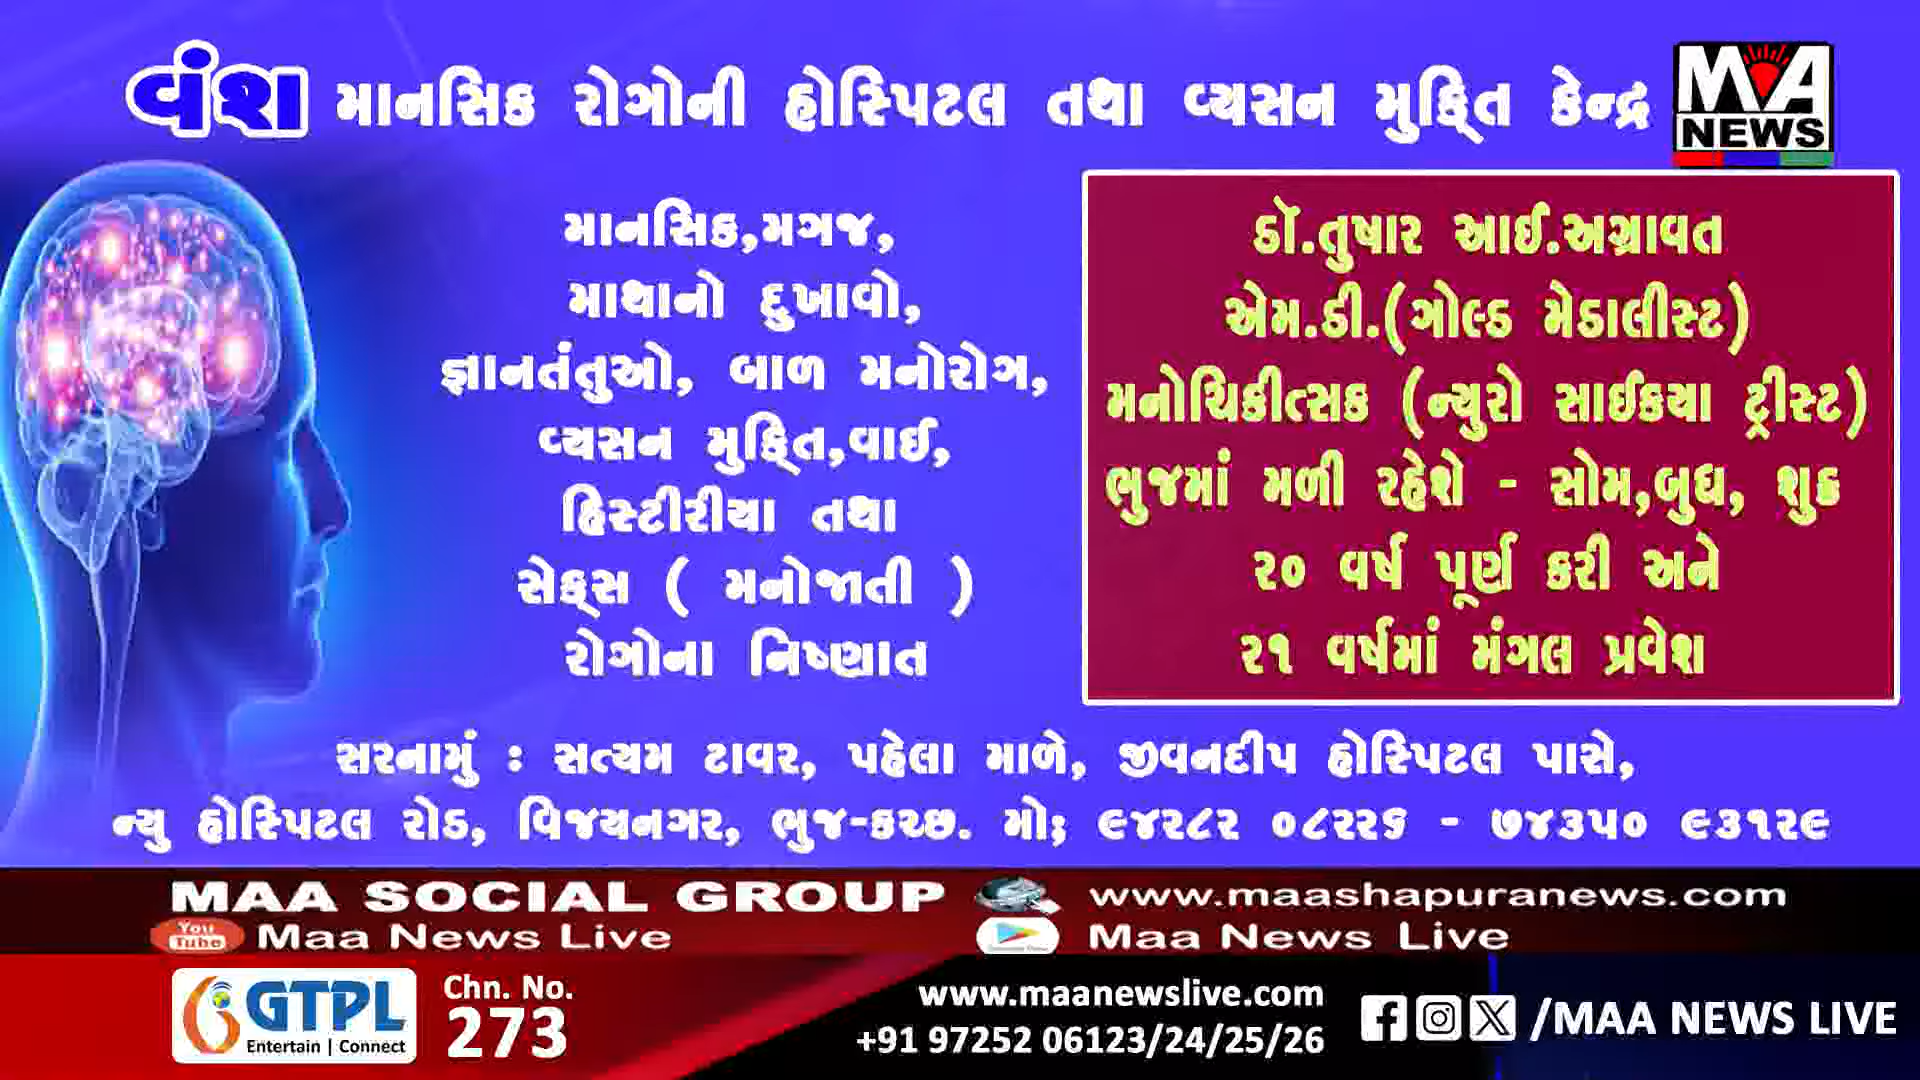 વંશ માનસિક રોગોની હોસ્પિટલ તથા વ્યસન મુક્તિ કેન્દ્ર
MAA
NEWS
માનસિક,મગજ,
માથાનો દુખાવો,
જ્ઞાનતંતુઓ, બાળ મનોરોગ,
વ્યસન મુક્તિ,વાઈ,
હિસ્ટીરીયા તથા
સેક્સ ( મનોજાતી )
રોગોના નિષ્ણાત
ડૉ.તુષાર આઈ.અગ્રાવત
એમ.ડી.(ગોલ્ડ મેડાલીસ્ટ)
મનોચિકીત્સક (ન્યુરો સાઈકયા ટ્રીસ્ટ)
ભુજમાં મળી રહેશે - સોમ,બુધ, શુક્ર
૨૦ વર્ષ પૂર્ણ કરી અને
૨૧ વર્ષમાં મંગલ પ્રવેશ
સરનામું : સત્યમ ટાવર, પહેલા માળે, જીવનદીપ હોસ્પિટલ પાસે,
ન્યુ હોસ્પિટલ રોડ, વિજયનગર, ભુજ-કચ્છ. મો; ૯૪૨૮૨ ૦૮૨૨૬ - ૭૪૩૫૦ ૯૩૧૨૯
MAA SOCIAL GROUP
www.maashapuranews.com
You Tube Maa News Live
Maa News Live
GTPL
Entertain | Connect
Chn. No.
273
www.maanewslive.com
+91 97252 06123/24/25/26
/MAA NEWS LIVE